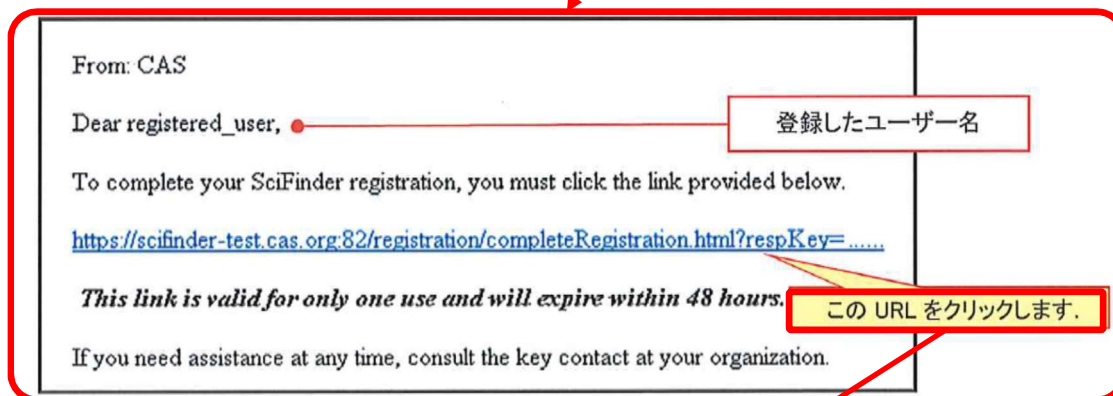 From: CAS
Dear registered_user,
登録したユーザー名
To complete your SciFinder registration, you must click the link provided below.
https://scifinder-test.cas.org:82/registration/completeRegistration.html?respKey=......
This link is valid for only one use and will expire within 48 hours.
この URL をクリックします.
If you need assistance at any time, consult the key contact at your organization.